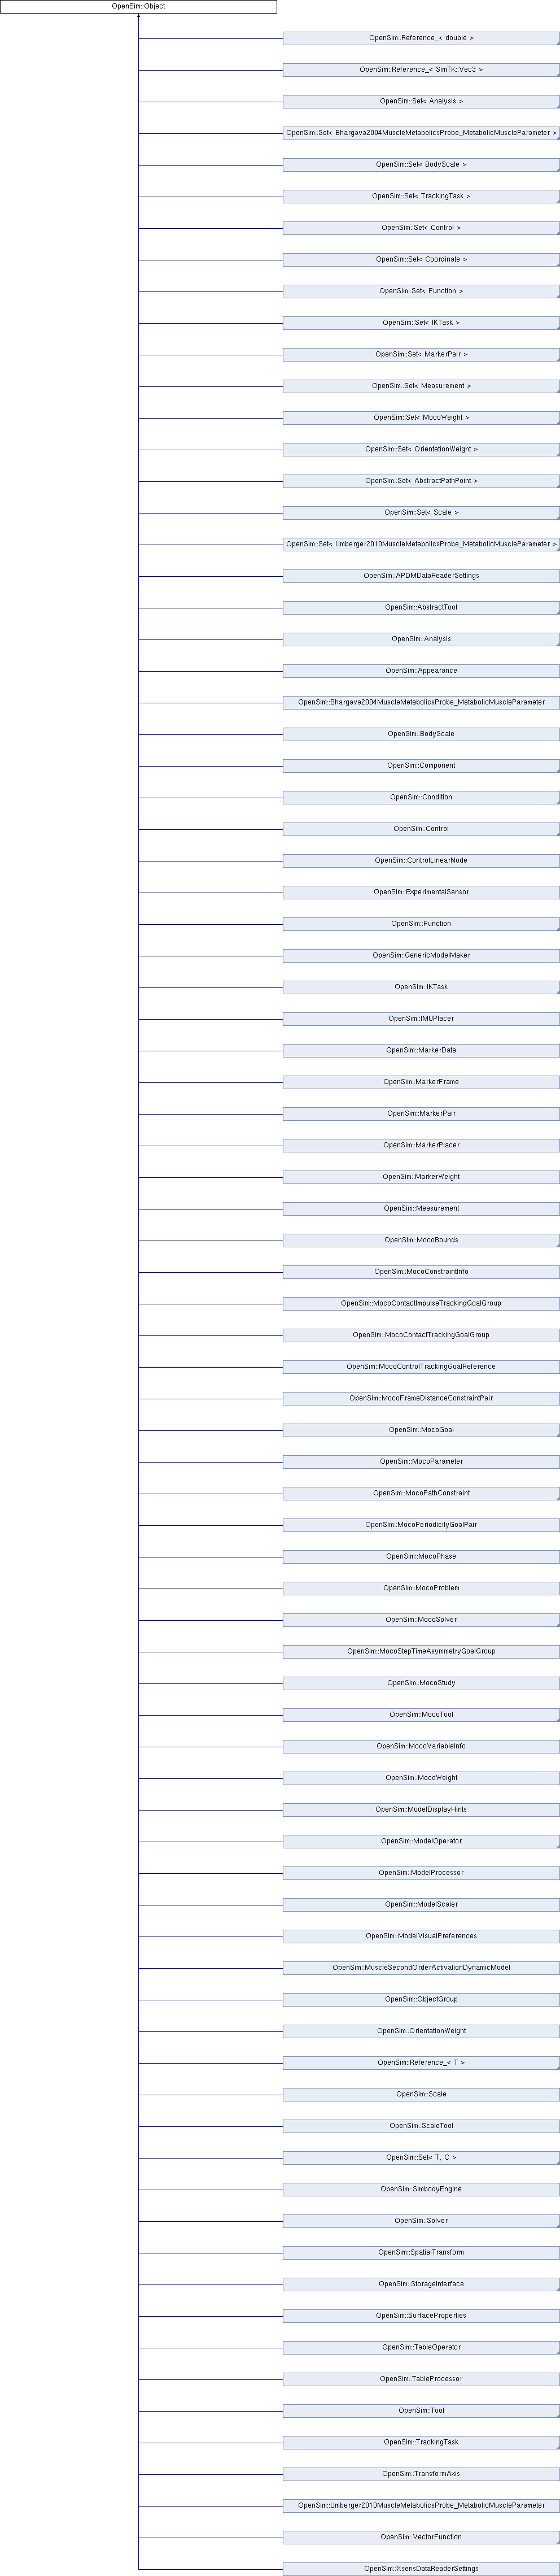 OpenSim::Object
OpenSim::Reference_< double >
OpenSim::Reference_< SimTK::Vec3 >
OpenSim::Set< Analysis >
OpenSim::Set< Bhargava2004MuscleMetabolicsProbe_MetabolicMuscleParameter >
OpenSim::Set< BodyScale >
OpenSim::Set< TrackingTask >
OpenSim::Set< Control >
OpenSim::Set< Coordinate >
OpenSim::Set< Function >
OpenSim::Set< IKTask >
OpenSim::Set< MarkerPair >
OpenSim::Set< Measurement >
OpenSim::Set< MocoWeight >
OpenSim::Set< OrientationWeight >
OpenSim::Set< AbstractPathPoint >
OpenSim::Set< Scale >
OpenSim::Set< Umberger2010MuscleMetabolicsProbe_MetabolicMuscleParameter >
OpenSim::APDMDataReaderSettings
OpenSim::AbstractTool
OpenSim::Analysis
OpenSim::Appearance
OpenSim::Bhargava2004MuscleMetabolicsProbe_MetabolicMuscleParameter
OpenSim::BodyScale
OpenSim::Component
OpenSim::Condition
OpenSim::Control
OpenSim::ControlLinearNode
OpenSim::ExperimentalSensor
OpenSim::Function
OpenSim::GenericModelMaker
OpenSim::IKTask
OpenSim::IMUPlacer
OpenSim::MarkerData
OpenSim::MarkerFrame
OpenSim::MarkerPair
OpenSim::MarkerPlacer
OpenSim::MarkerWeight
OpenSim::Measurement
OpenSim::MocoBounds
OpenSim::MocoConstraintInfo
OpenSim::MocoContactImpulseTrackingGoalGroup
OpenSim::MocoContactTrackingGoalGroup
OpenSim::MocoControlTrackingGoalReference
OpenSim::MocoFrameDistanceConstraintPair
OpenSim::MocoGoal
OpenSim::MocoParameter
OpenSim::MocoPathConstraint
OpenSim::MocoPeriodicityGoalPair
OpenSim::MocoPhase
OpenSim::MocoProblem
OpenSim::MocoSolver
OpenSim::MocoStepTimeAsymmetryGoalGroup
OpenSim::MocoStudy
OpenSim::MocoTool
OpenSim::MocoVariableInfo
OpenSim::MocoWeight
OpenSim::ModelDisplayHints
OpenSim::ModelOperator
OpenSim::ModelProcessor
OpenSim::ModelScaler
OpenSim::ModelVisualPreferences
OpenSim::MuscleSecondOrderActivationDynamicModel
OpenSim::ObjectGroup
OpenSim::OrientationWeight
OpenSim::Reference_< T >
OpenSim::Scale
OpenSim::ScaleTool
OpenSim::Set< T, C >
OpenSim::SimbodyEngine
OpenSim::Solver
OpenSim::SpatialTransform
OpenSim::StorageInterface
OpenSim::SurfaceProperties
OpenSim::TableOperator
OpenSim::TableProcessor
OpenSim::Tool
OpenSim::TrackingTask
OpenSim::TransformAxis
OpenSim::Umberger2010MuscleMetabolicsProbe_MetabolicMuscleParameter
OpenSim::VectorFunction
OpenSim::XsensDataReaderSettings